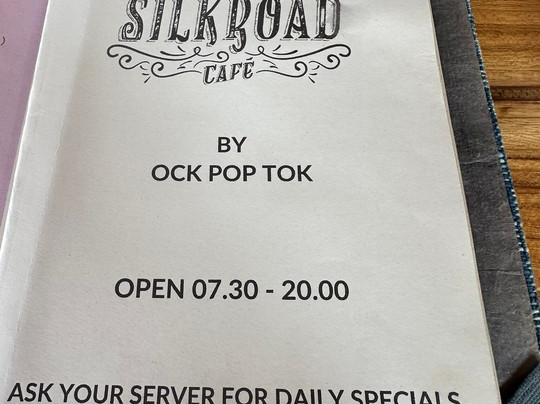 SILKROAD
CAFÉ
BY
OCK POP TOK
OPEN 07.30 - 20.00
ASK YOUR SERVER FOR DAILY SPECIALS